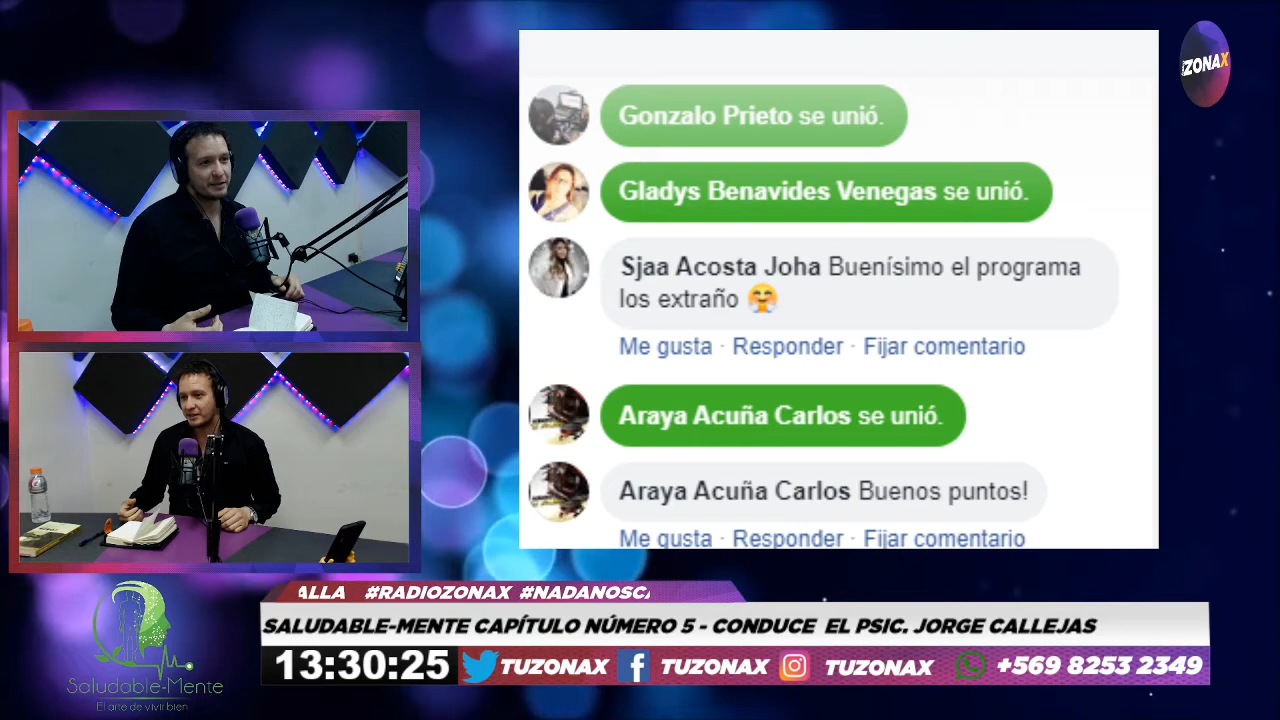 ZONAX
Gonzalo Prieto se unió.
Gladys Benavides Venegas se unió.
Sjaa Acosta Joha Buenísimo el programa
los extraño 🤗
Me gusta · Responder · Fijar comentario
Araya Acuña Carlos se unió.
Araya Acuña Carlos Buenos puntos!
Me gusta · Responder · Fijar comentario
ALLA #RADIOZONAX #NADANOSCA
SALUDABLE-MENTE CAPÍTULO NÚMERO 5 - CONDUCE EL PSIC. JORGE CALLEJAS
13:30:25 TUZONAX TUZONAX TUZONAX +569 8253 2349
Saludable-Mente
El arte de vivir bien